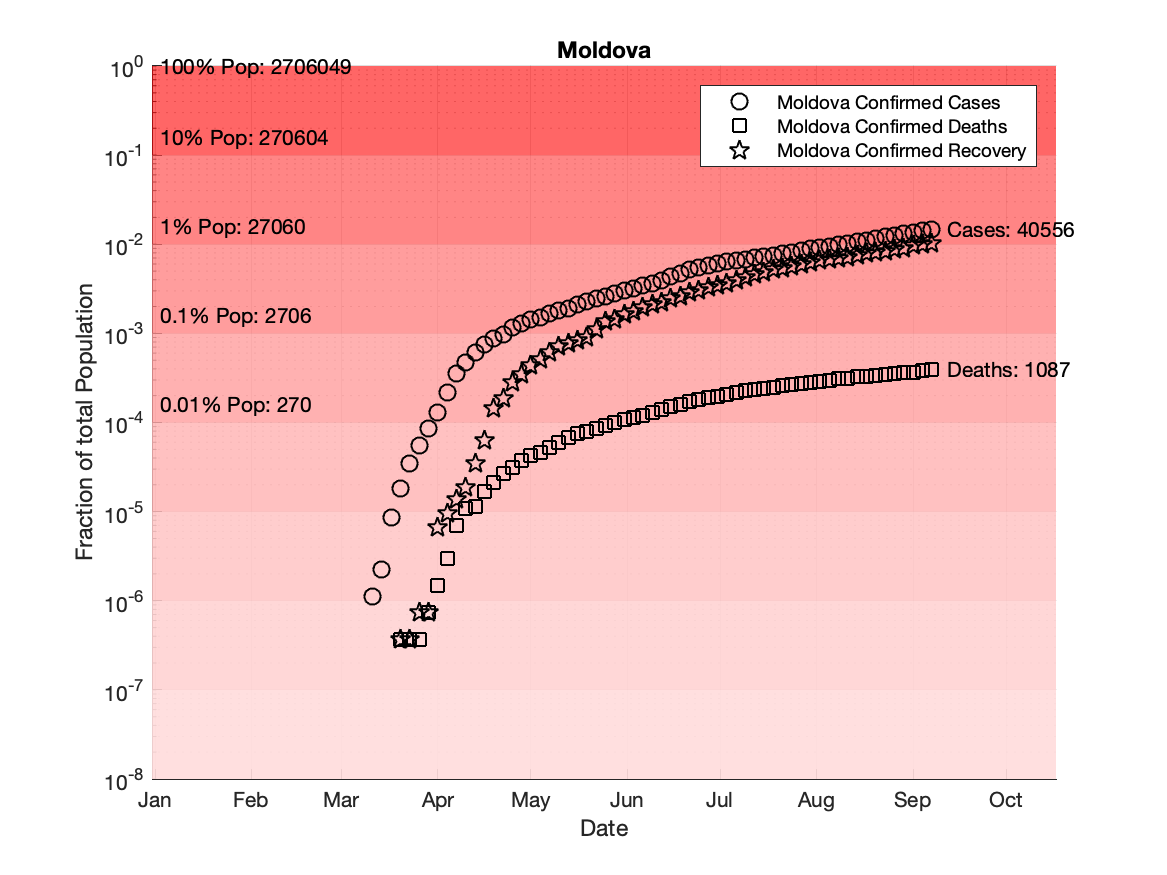 Moldova
10^0
10^-1
10^-2
10^-3
10^-4
10^-5
10^-6
10^-7
10^-8
Fraction of total Population
100% Pop: 2706049
10% Pop: 270604
1% Pop: 27060
0.1% Pop: 2706
0.01% Pop: 270
Moldova Confirmed Cases
Moldova Confirmed Deaths
Moldova Confirmed Recovery
Cases: 40556
Deaths: 1087
Jan Feb Mar Apr May Jun Jul Aug Sep Oct
Date